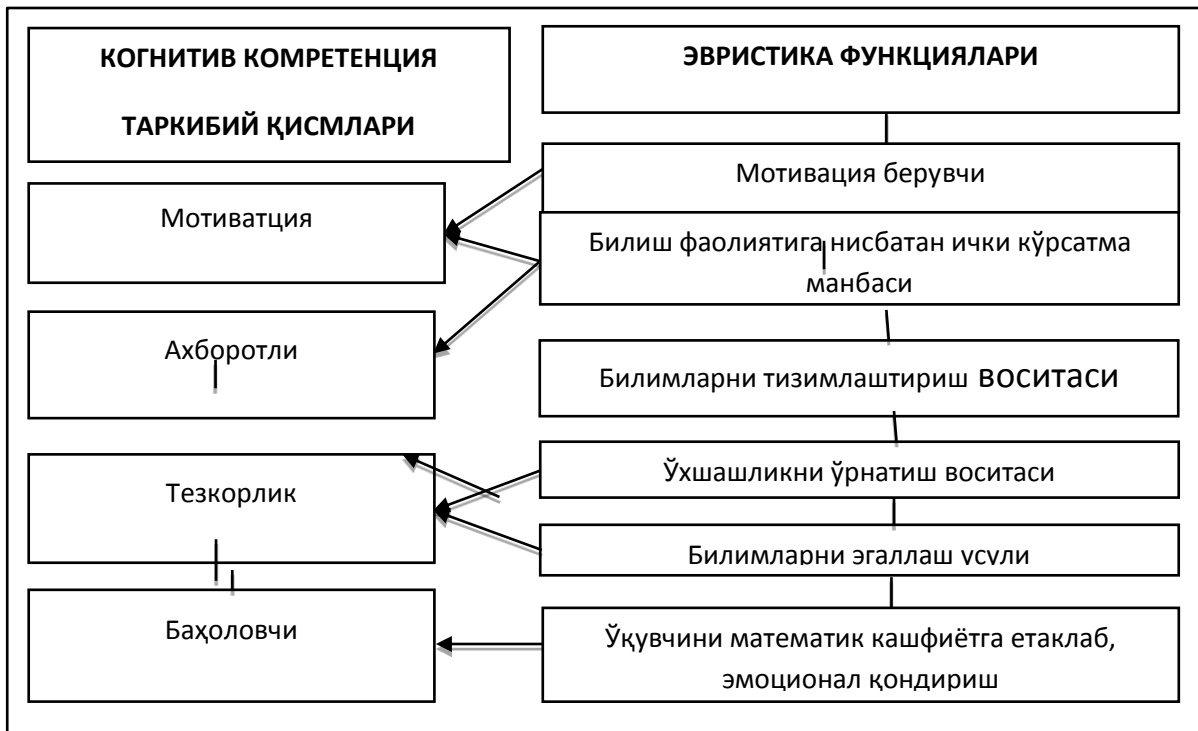 КОГНИТИВ КОМРЕТЕНЦИЯ
ТАРКИБИЙ ҚИСМЛАРИ
Мотиватция
Ахборотли
Тезкорлик
Баҳоловчи
ЭВРИСТИКА ФУНКЦИЯЛАРИ
Мотивация берувчи
Билиш фаолиятига нисбатан ички кўрсатма
манбаси
Билимларни тизимлаштириш воситаси
Ўхшашликни ўрнатиш воситаси
Билимларни эгаллаш усули
Ўқувчини математик кашфиётга етаклаб,
эмоционал қондириш